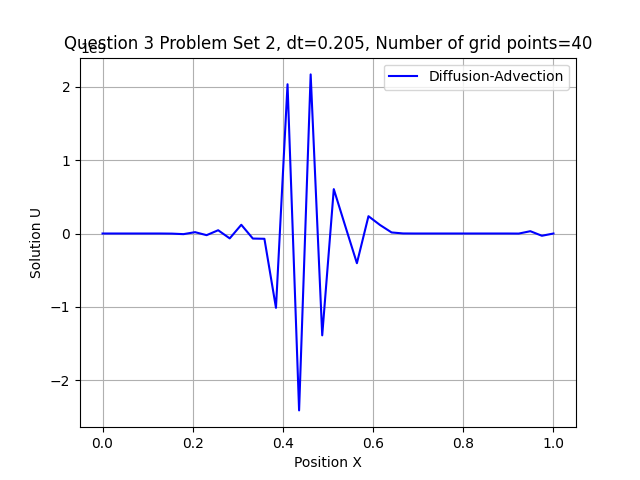 Question 3 Problem Set 2, dt=0.205, Number of grid points=40
1e9
Diffusion-Advection
2
1
0
−1
−2
Solution U
0.0 0.2 0.4 0.6 0.8 1.0
Position X